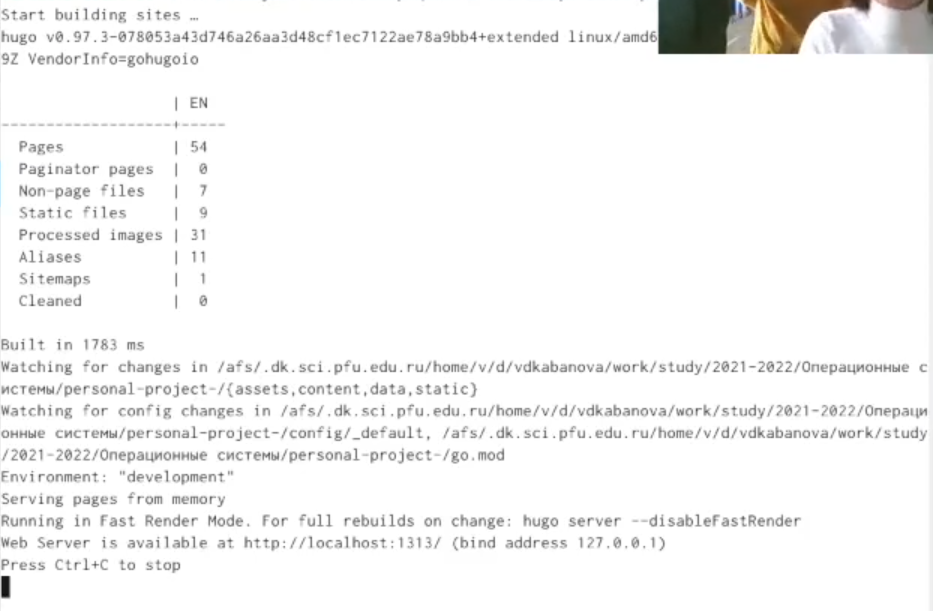 Start building sites …
hugo v0.97.3-078053a43d746a26aa3d48cf1ec7122ae78a9bb4+extended linux/amd6
9Z VendorInfo=gohugoio
| EN
-------------------+-----
Pages | 54
Paginator pages | 0
Non-page files | 7
Static files | 9
Processed images | 31
Aliases | 11
Sitemaps | 1
Cleaned | 0
Built in 1783 ms
Watching for changes in /afs/.dk.sci.pfu.edu.ru/home/v/d/vdkabanova/work/study/2021-2022/Операционные с
истемы/personal-project-/{assets,content,data,static}
Watching for config changes in /afs/.dk.sci.pfu.edu.ru/home/v/d/vdkabanova/work/study/2021-2022/Операци
онные системы/personal-project-/config/_default, /afs/.dk.sci.pfu.edu.ru/home/v/d/vdkabanova/work/study
/2021-2022/Операционные системы/personal-project-/go.mod
Environment: "development"
Serving pages from memory
Running in Fast Render Mode. For full rebuilds on change: hugo server --disableFastRender
Web Server is available at http://localhost:1313/ (bind address 127.0.0.1)
Press Ctrl+C to stop